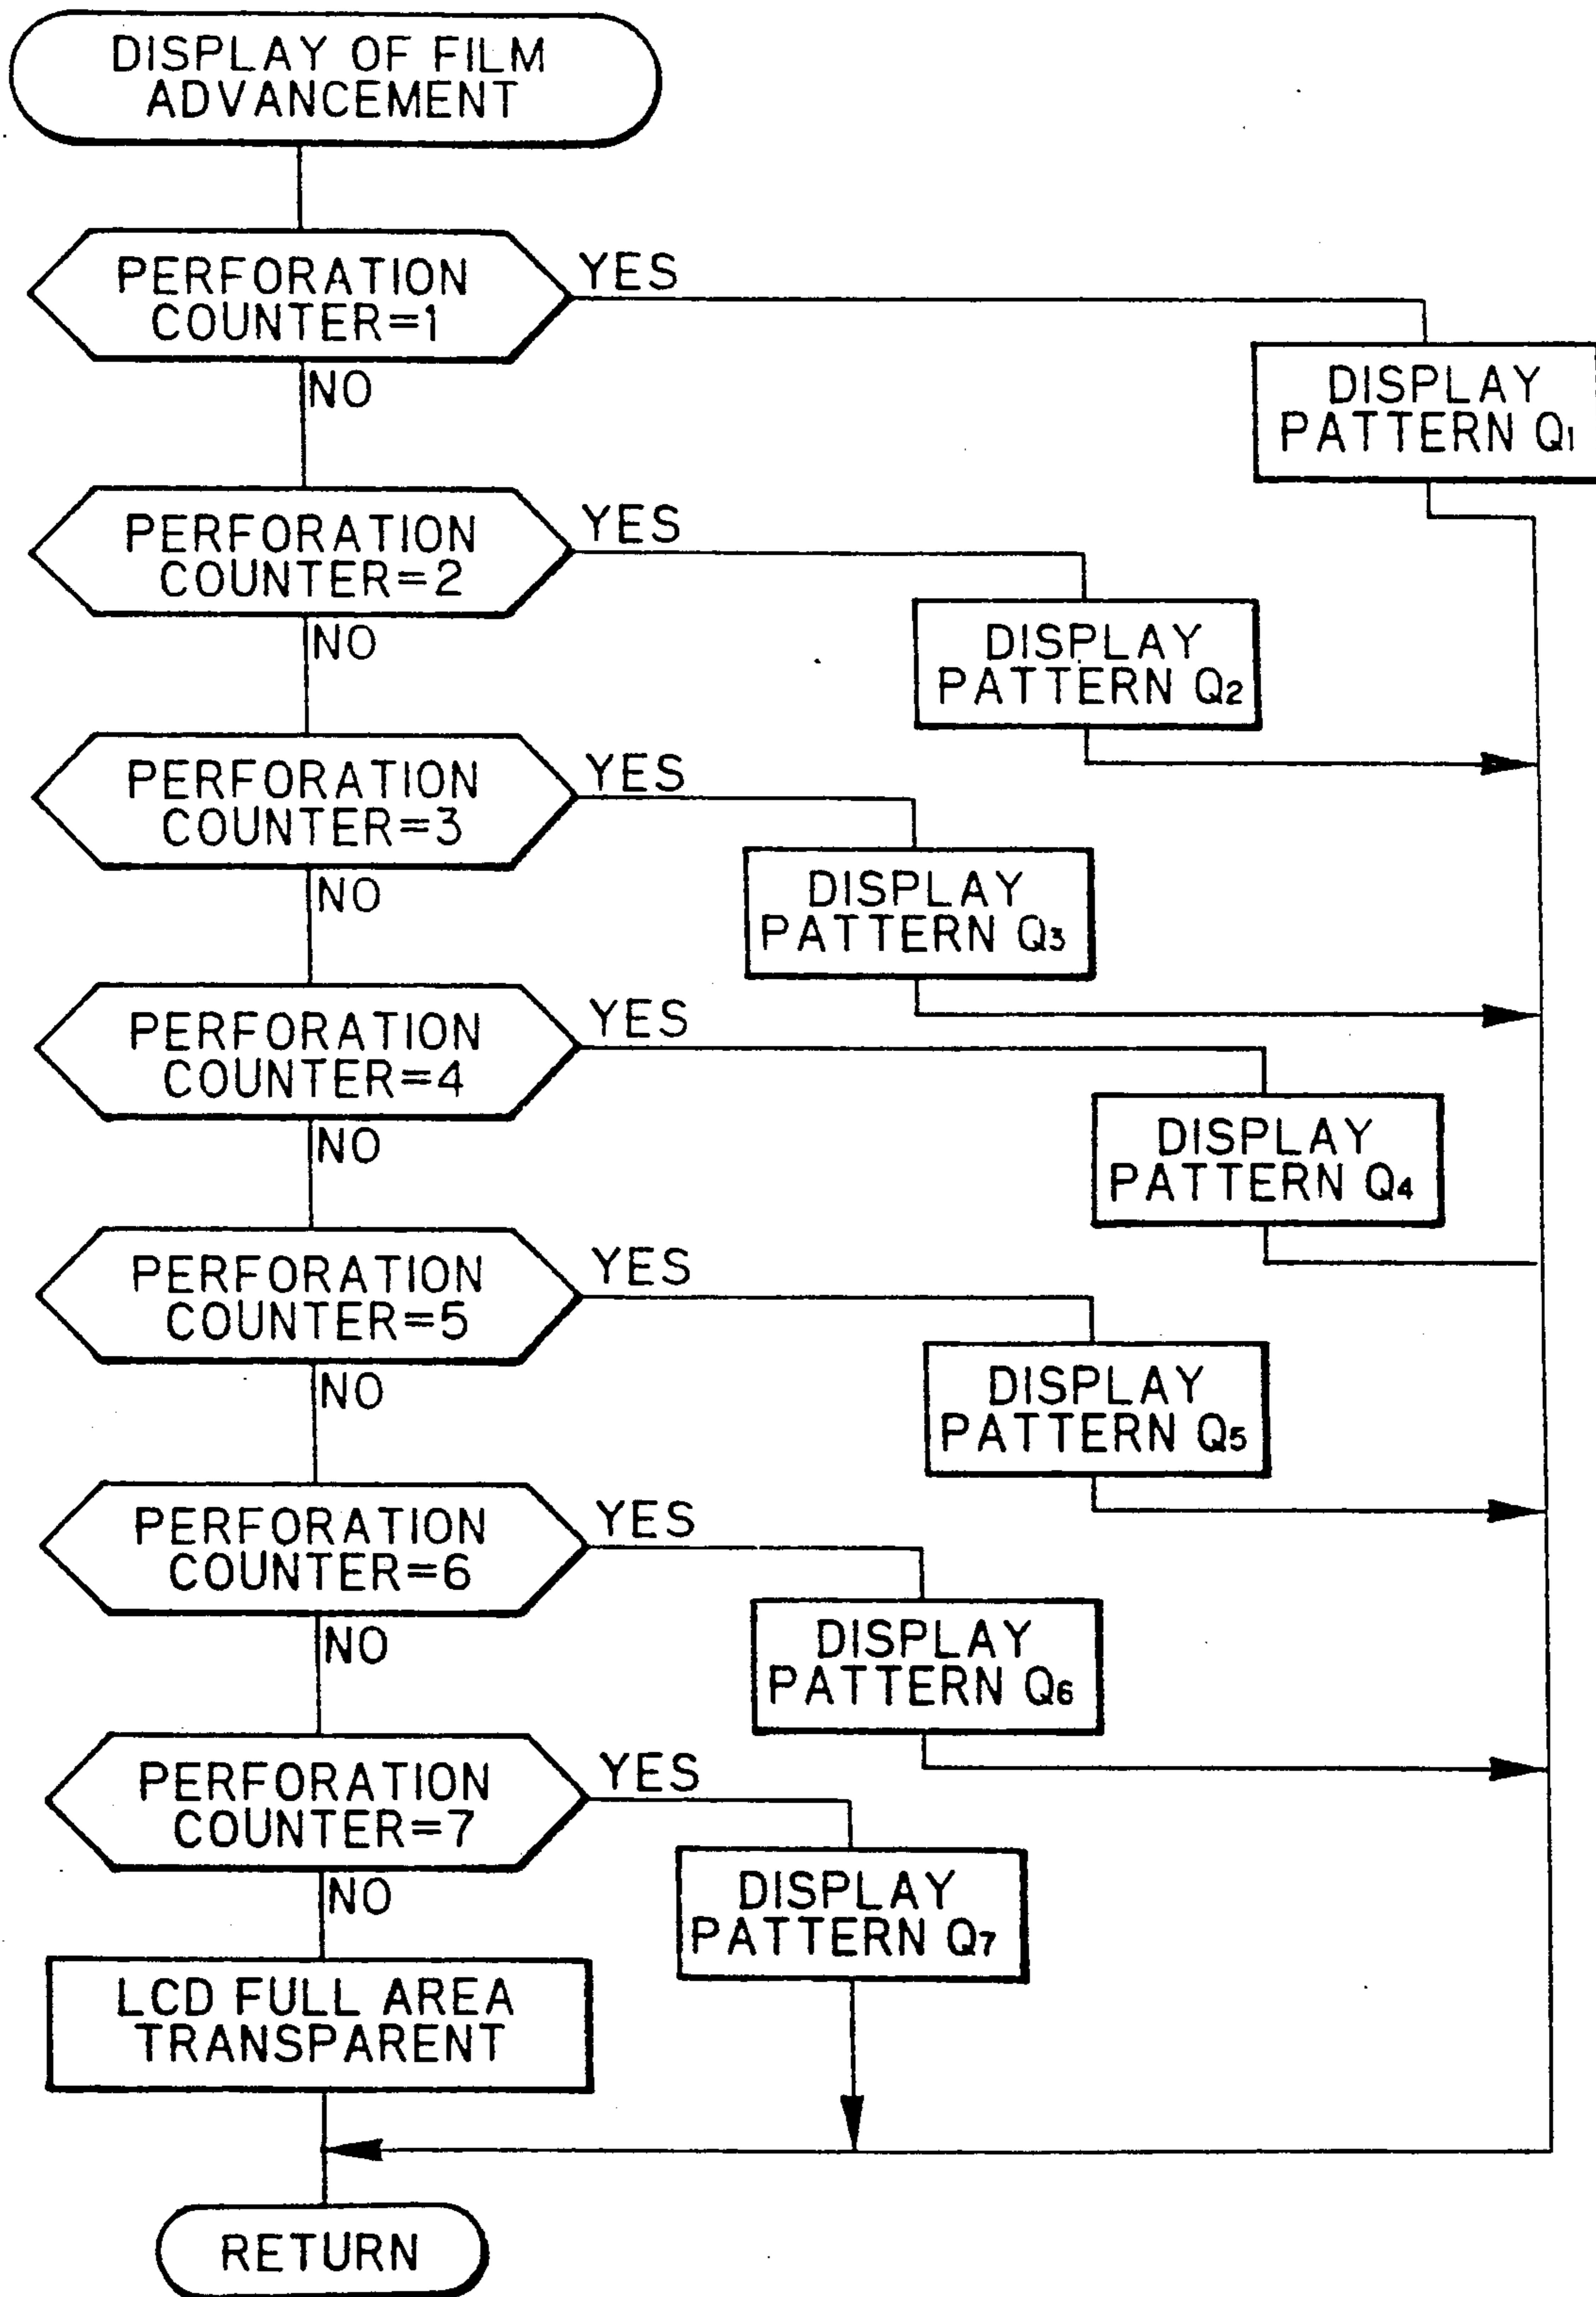 DISPLAY OF FILM
ADVANCEMENT
PERFORATION
COUNTER=1
YES
NO
DISPLAY
PATTERN Q1
PERFORATION
COUNTER=2
YES
NO
DISPLAY
PATTERN Q2
PERFORATION
COUNTER=3
YES
NO
DISPLAY
PATTERN Q3
PERFORATION
COUNTER=4
YES
NO
DISPLAY
PATTERN Q4
PERFORATION
COUNTER=5
YES
NO
DISPLAY
PATTERN Q5
PERFORATION
COUNTER=6
YES
NO
DISPLAY
PATTERN Q6
PERFORATION
COUNTER=7
YES
NO
DISPLAY
PATTERN Q7
LCD FULL AREA
TRANSPARENT
RETURN